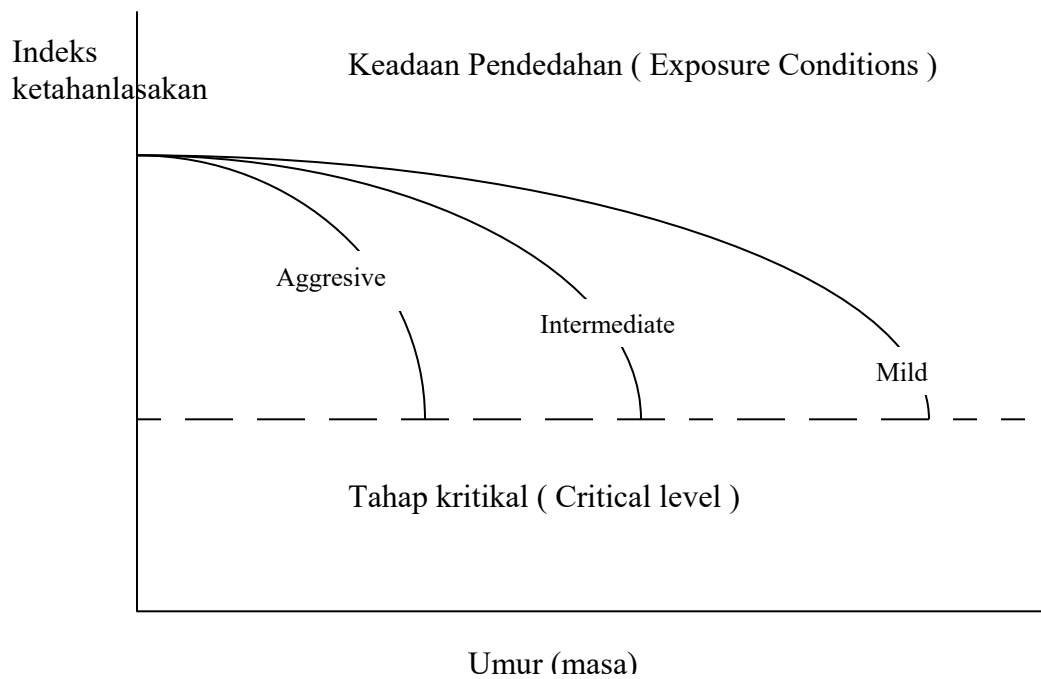 Indeks
ketahanlasakan
Keadaan Pendedahan ( Exposure Conditions )
Aggresive
Intermediate
Mild
Tahap kritikal ( Critical level )
Umur (masa)